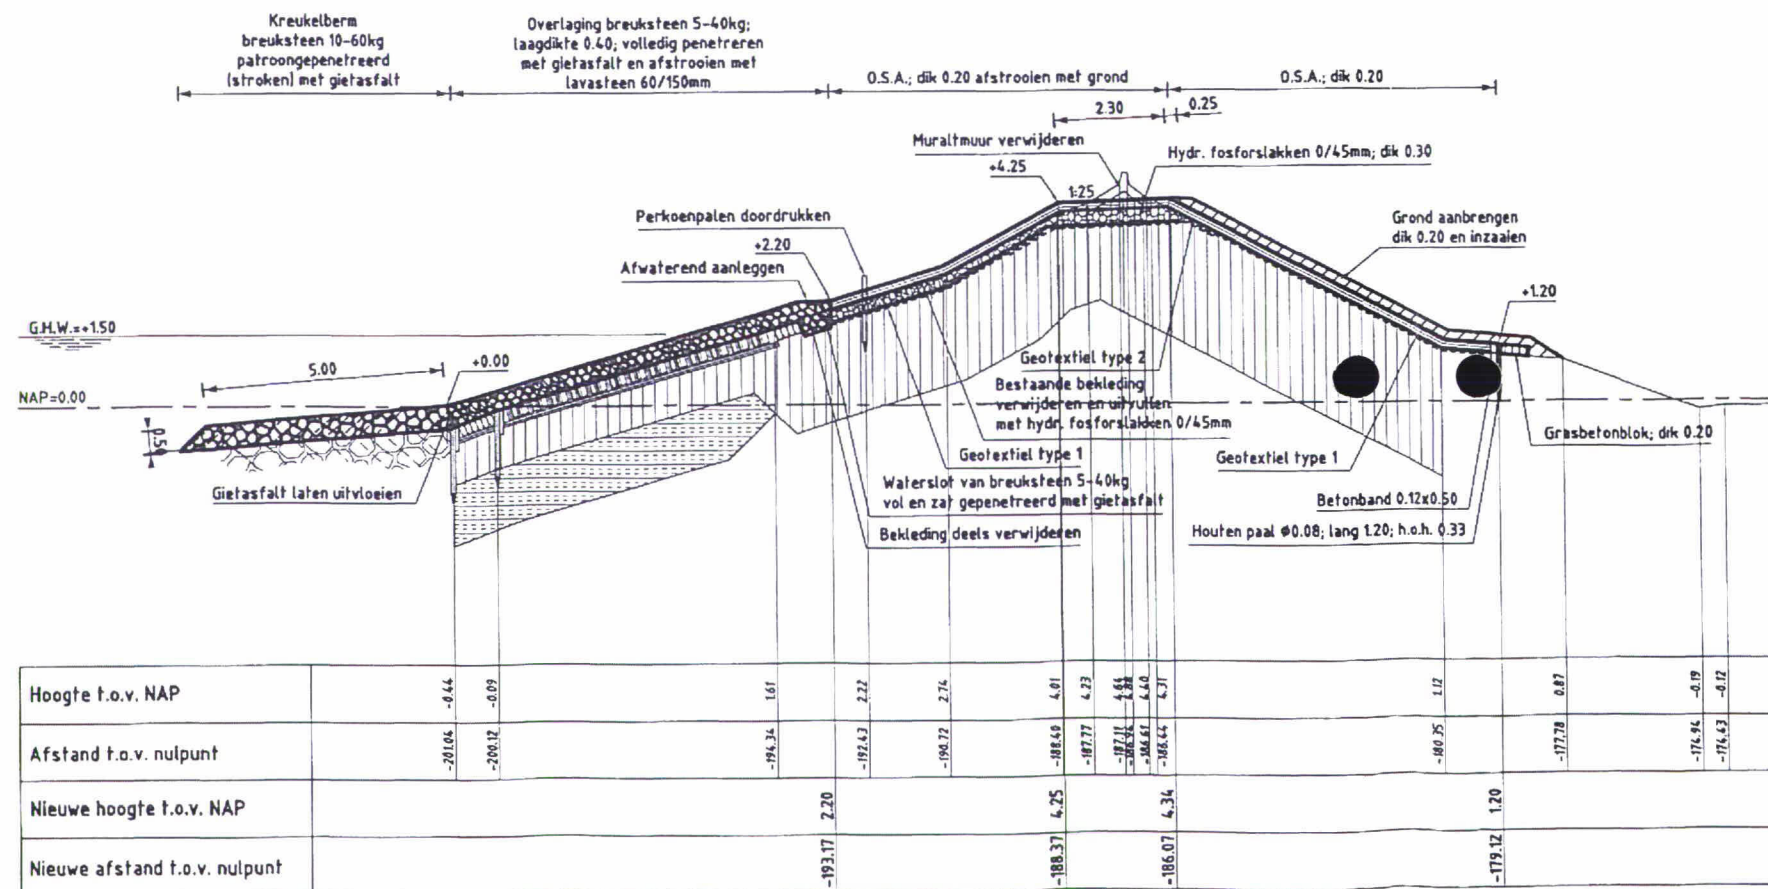 Kreukelberm
breuksteen 10-60kg
patroongepenetreerd
(stroken) met gietasfalt
Overlaging breuksteen 5-40kg;
laagdikte 0.40; volledig penetreren
met gietasfalt en afstrooien met
lavasteen 60/150mm
O.S.A.; dik 0.20 afstrooien met grond
O.S.A.; dik 0.20
2.30
0.25
Muraltmuur verwijderen
Hydr. fosforslakken 0/45mm; dik 0.30
+4.25
1:25
Perkoenpalen doordrukken
Grond aanbrengen
dik 0.20 en inzaaien
+2.20
Afwaterend aanleggen
+1.20
G.H.W.=+1.50
5.00
+0.00
NAP=0.00
Geotextiel type 2
Bestaande bekleding
verwijderen en uitvullen
met hydr. fosforslakken 0/45mm
Grasbetonblok; dik 0.20
Geotextiel type 1
Geotextiel type 1
Gietasfalt laten uitvloeien
Waterslot van breuksteen 5-40kg
vol en zat gepenetreerd met gietasfalt
Betonband 0.12x0.50
Bekleding deels verwijderen
Houten paal Ø0.08; lang 1.20; h.o.h. 0.33
Hoogte t.o.v. NAP -0.44 -0.09 1.61 2.22 2.74 4.01 4.23 4.64 4.88 4.40 4.31 1.12 0.87 -0.19 -0.12
Afstand t.o.v. nulpunt -201.04 -200.12 -194.34 -192.43 -190.72 -188.40 -187.77 -187.11 -186.94 -186.61 -186.44 -180.35 -177.78 -174.94 -174.43
Nieuwe hoogte t.o.v. NAP 2.20 4.25 4.34 1.20
Nieuwe afstand t.o.v. nulpunt -193.17 -188.37 -186.07 -179.12